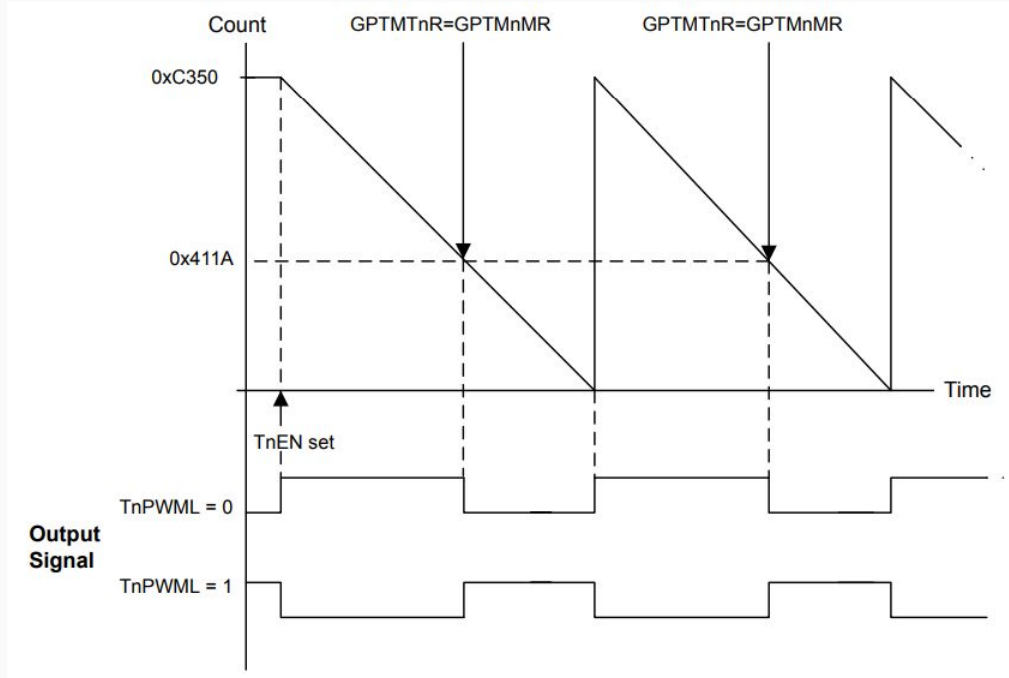 Count
GPTMTnR=GPTMnMR
GPTMTnR=GPTMnMR
0xC350
0x411A
Time
TnEN set
TnPWML = 0
Output
Signal
TnPWML = 1